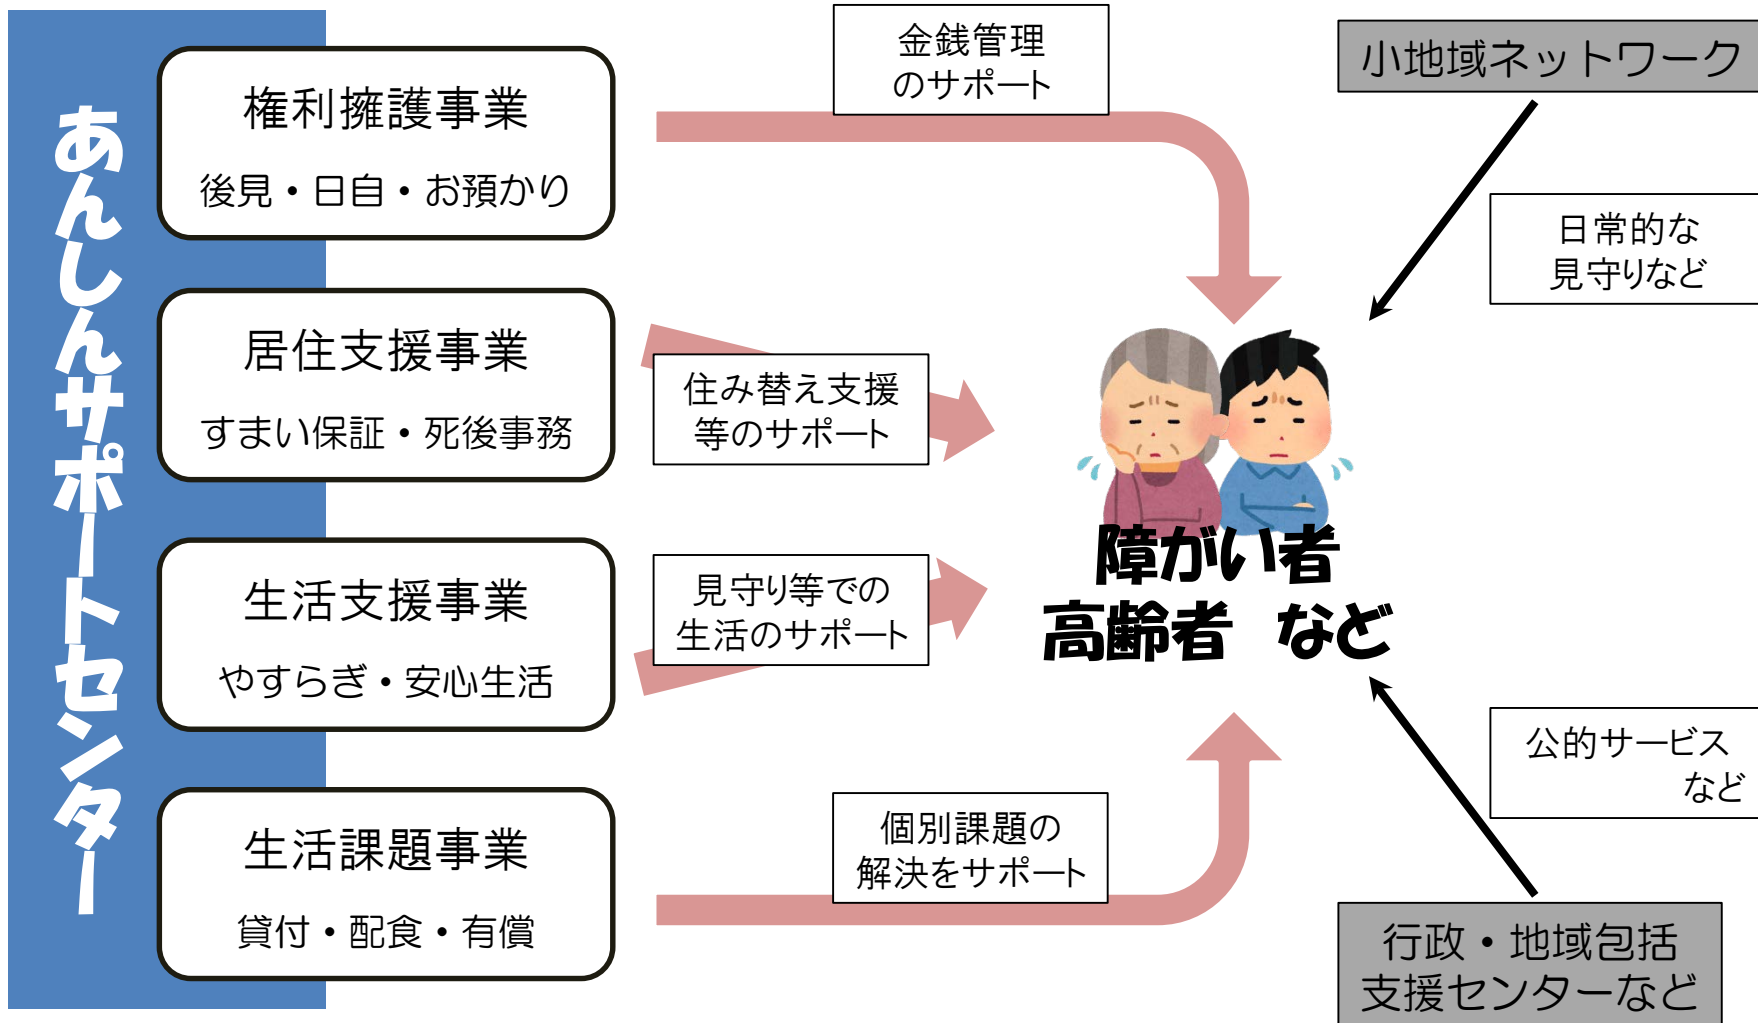 あんしんサポートセンター
権利擁護事業
後見・日自・お預かり
居住支援事業
すまい保証・死後事務
生活支援事業
やすらぎ・安心生活
生活課題事業
貸付・配食・有償
金銭管理
のサポート
住み替え支援
等のサポート
見守り等での
生活のサポート
個別課題の
解決をサポート
障がい者
高齢者　など
小地域ネットワーク
日常的な
見守りなど
公的サービス
など
行政・地域包括
支援センターなど